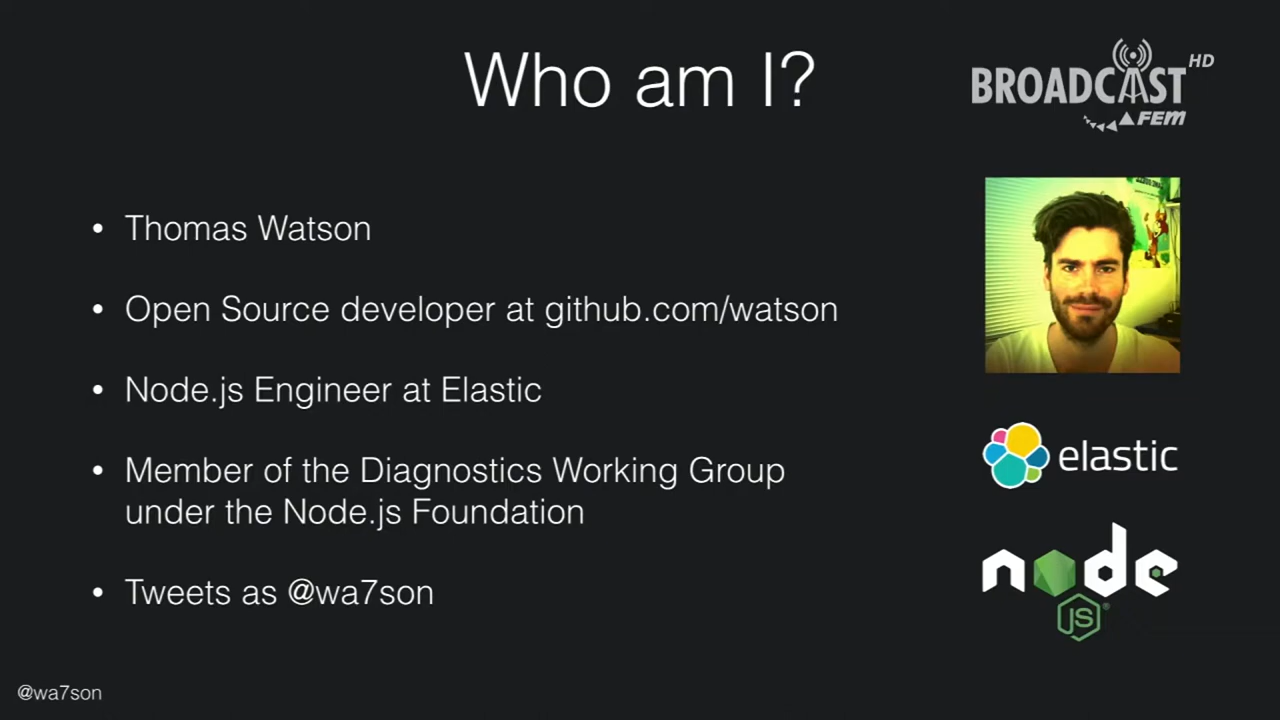 Who am I?
BROADCAST HD
FEM
• Thomas Watson
• Open Source developer at github.com/watson
• Node.js Engineer at Elastic
• Member of the Diagnostics Working Group
under the Node.js Foundation
• Tweets as @wa7son
elastic
node
JS®
@wa7son